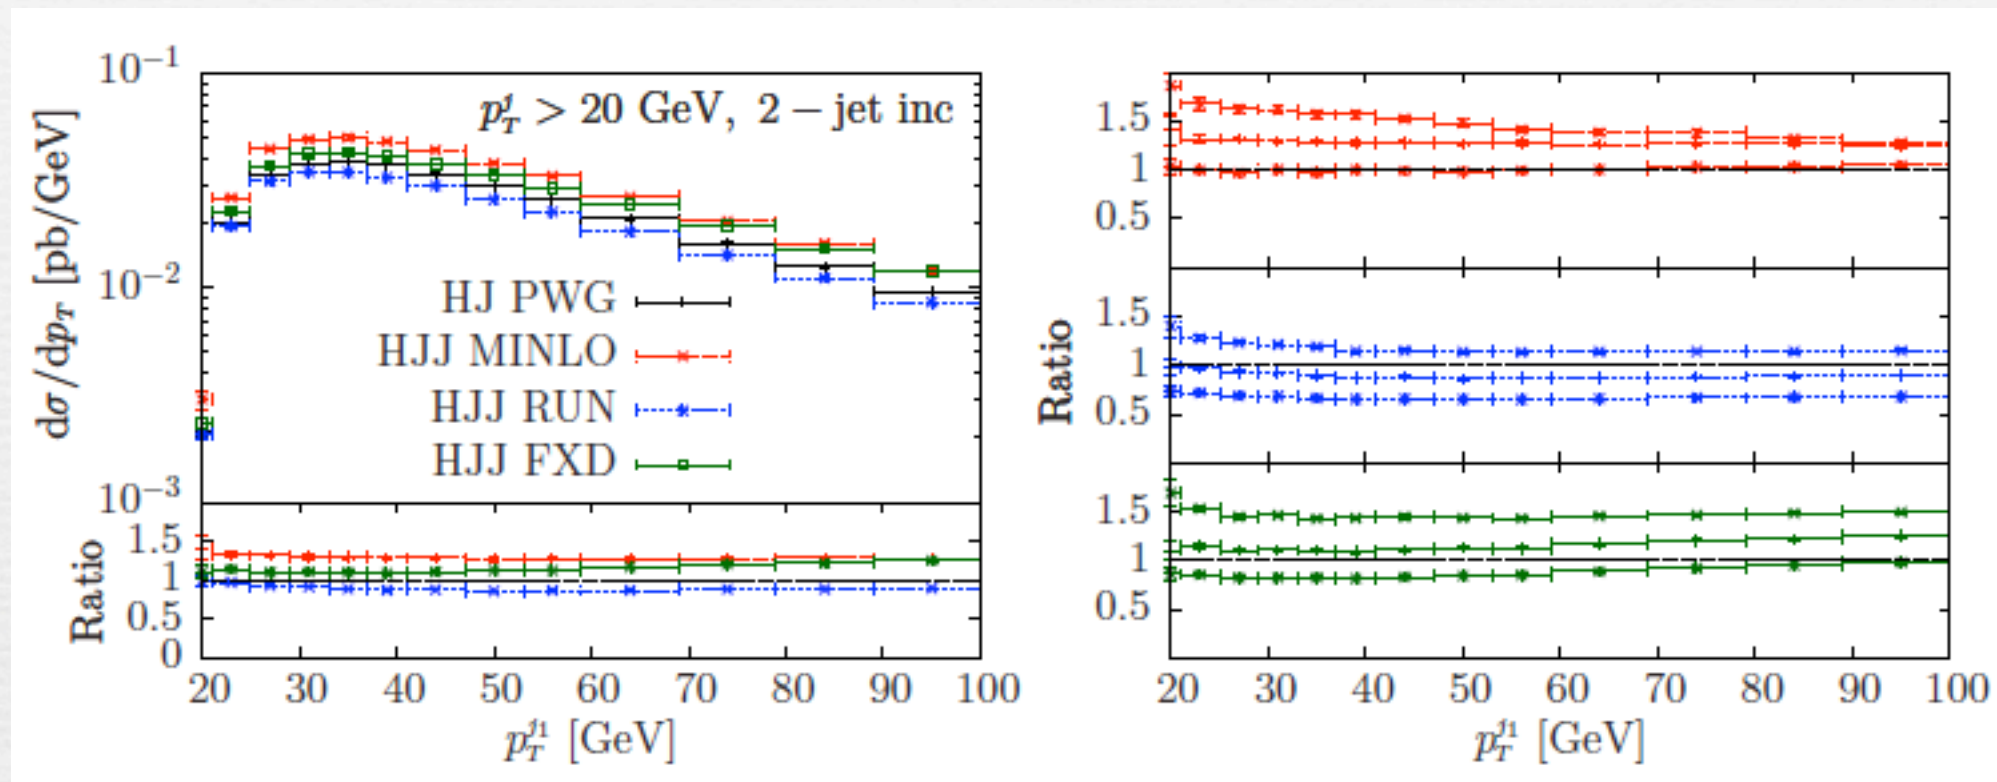 10⁻¹
p_T^j > 20 GeV, 2 − jet inc
dσ/dp_T [pb/GeV]
10⁻²
HJ PWG
HJJ MINLO
HJJ RUN
HJJ FXD
10⁻³
Ratio
1.5
1
0.5
0
20 30 40 50 60 70 80 90 100
p_T^{j1} [GeV]
Ratio
1.5
1
0.5
1.5
1
0.5
1.5
1
0.5
20 30 40 50 60 70 80 90 100
p_T^{j1} [GeV]